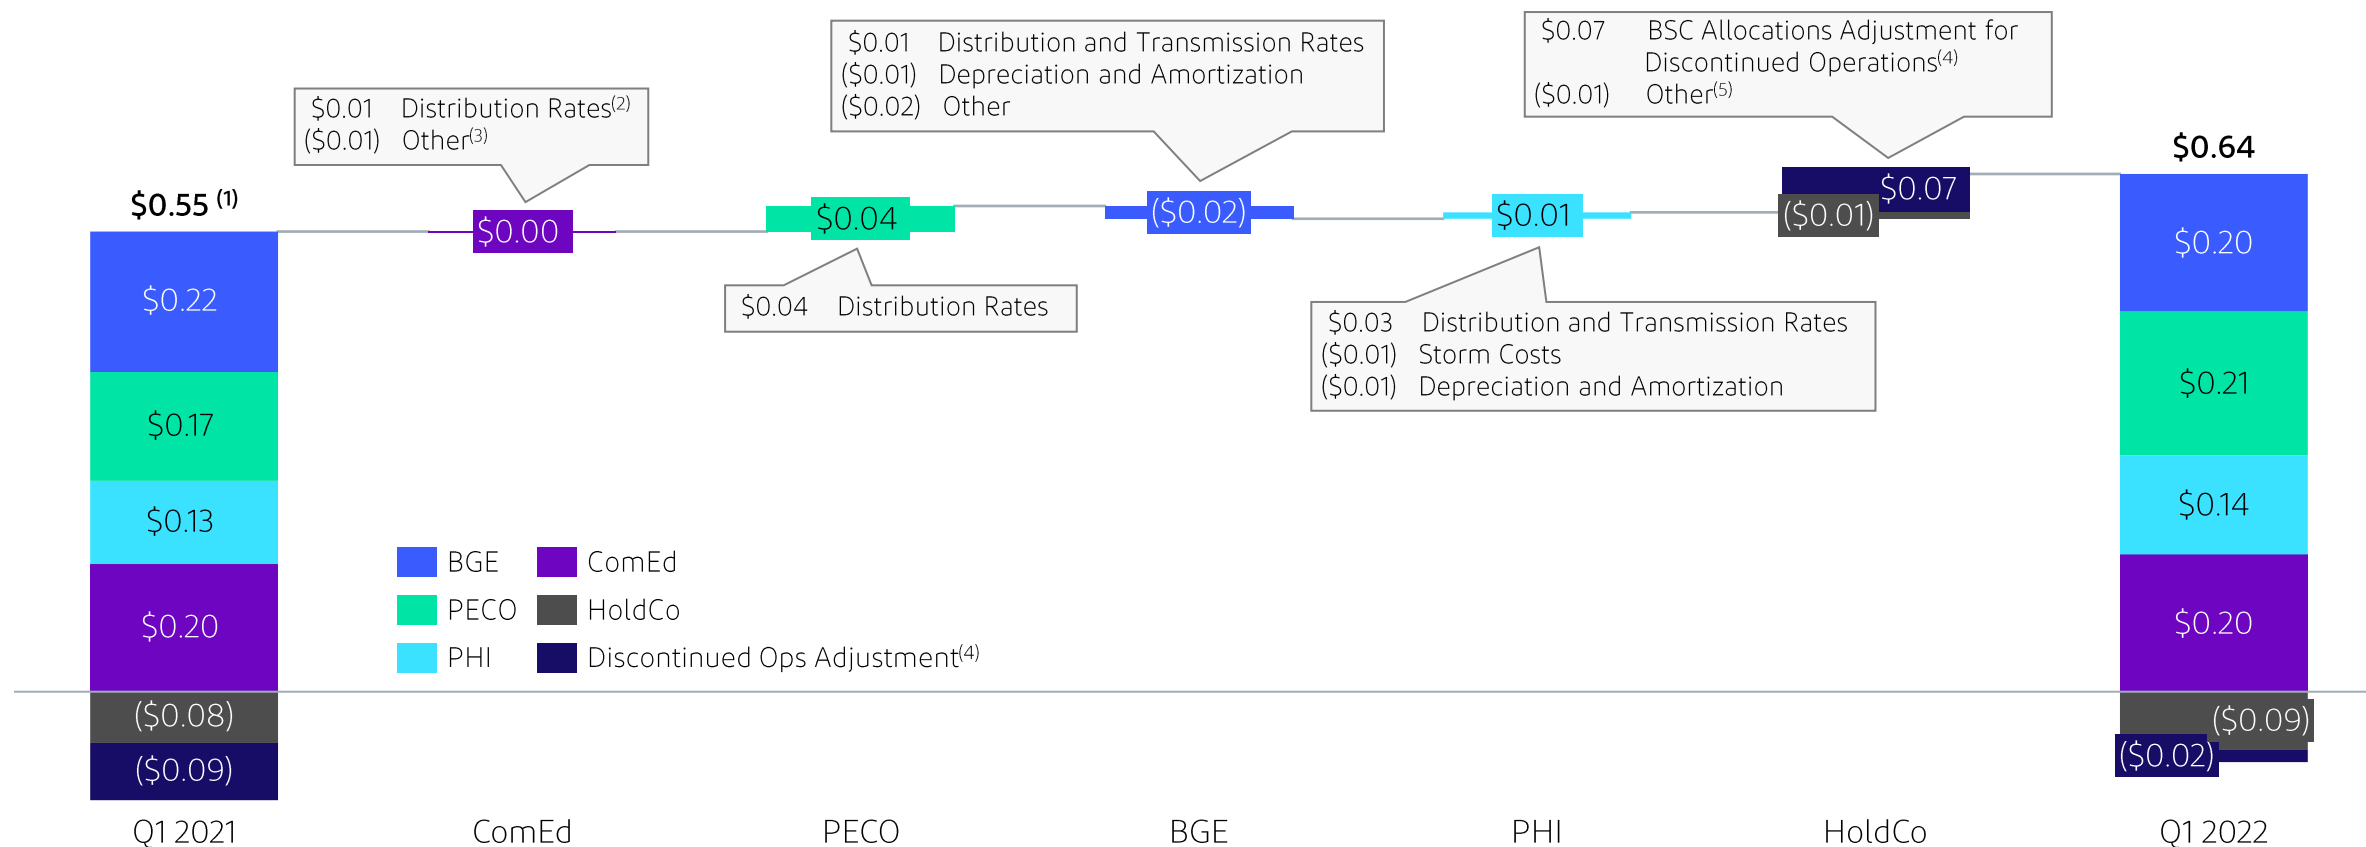 $0.01 Distribution and Transmission Rates
($0.01) Depreciation and Amortization
($0.02) Other
$0.07 BSC Allocations Adjustment for
Discontinued Operations(4)
($0.01) Other(5)
$0.01 Distribution Rates(2)
($0.01) Other(3)
$0.55 (1)
$0.64
$0.00
$0.04
($0.02)
$0.01
$0.07
($0.01)
$0.04 Distribution Rates
$0.03 Distribution and Transmission Rates
($0.01) Storm Costs
($0.01) Depreciation and Amortization
$0.22
$0.17
$0.13
$0.20
($0.08)
($0.09)
BGE
ComEd
PECO
HoldCo
PHI
Discontinued Ops Adjustment(4)
$0.20
$0.21
$0.14
$0.20
($0.09)
($0.02)
Q1 2021
ComEd
PECO
BGE
PHI
HoldCo
Q1 2022